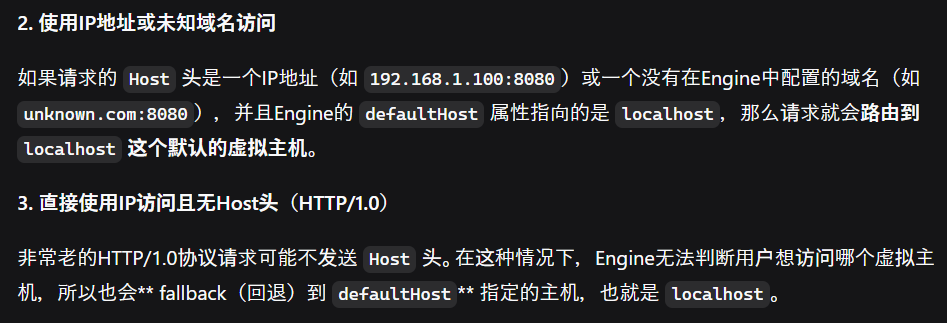 2. 使用IP地址或未知域名访问
如果请求的 Host 头是一个IP地址（如 192.168.1.100:8080）或一个没有在Engine中配置的域名（如
unknown.com:8080），并且Engine的 defaultHost 属性指向的是 localhost，那么请求就会路由到
localhost 这个默认的虚拟主机。
3. 直接使用IP访问且无Host头（HTTP/1.0）
非常老的HTTP/1.0协议请求可能不发送 Host 头。在这种情况下，Engine无法判断用户想访问哪个虚拟主
机，所以也会** fallback（回退）到 defaultHost** 指定的主机，也就是 localhost。